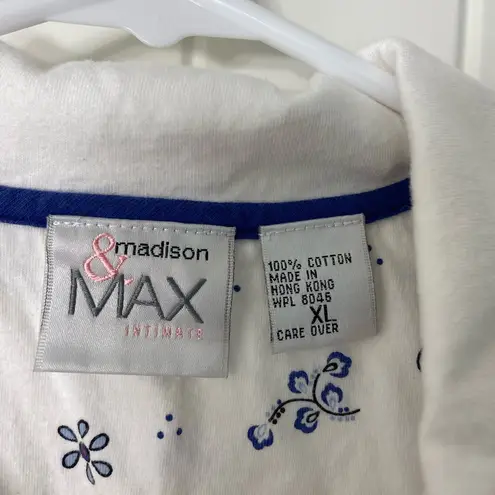 madison
& MAX
INTIMATE
100% COTTON
MADE IN
HONG KONG
WPL 8046
XL
CARE OVER